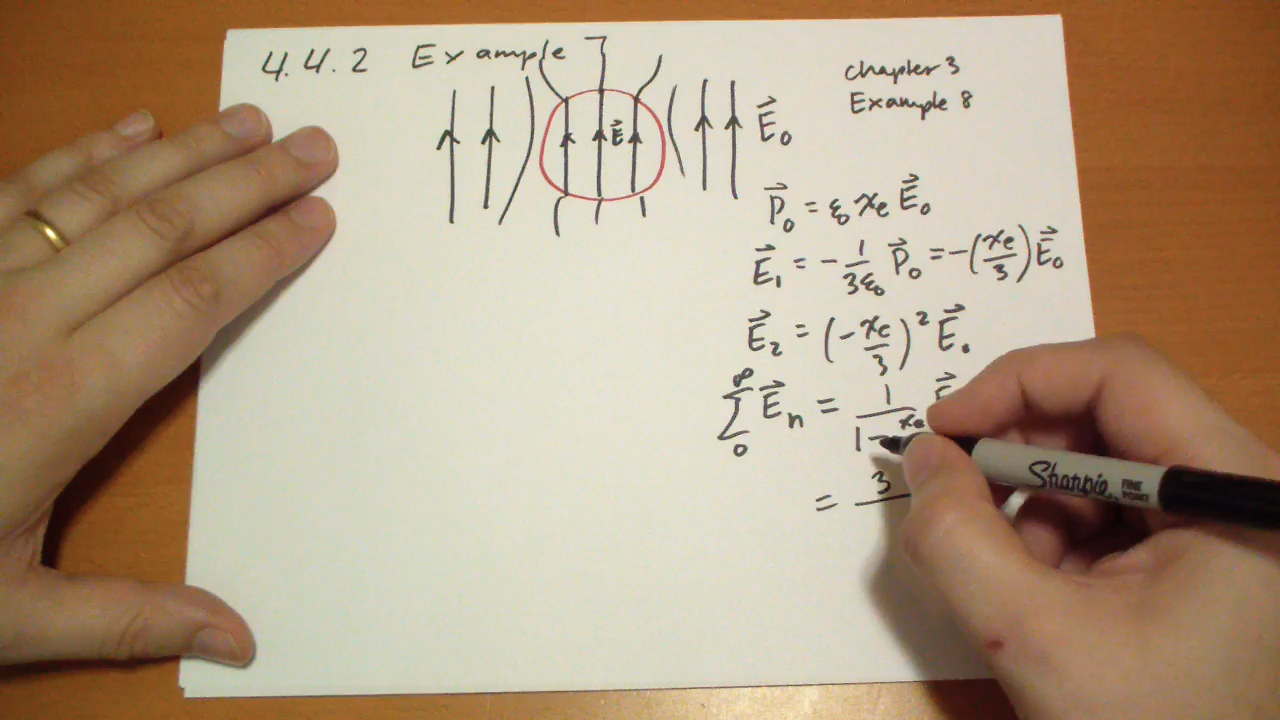 4.4.2 Example 7
chapter 3
Example 8
E⃗
E⃗₀
P⃗₀ = ε₀ χe E⃗₀
E⃗₁ = - 1/(3ε₀) P⃗₀ = -(χe/3) E⃗₀
E⃗₂ = (-χe/3)² E⃗₀
∑₀^∞ E⃗ₙ = 1/(1 - χe
= 3
Sharpie
FINE
POINT